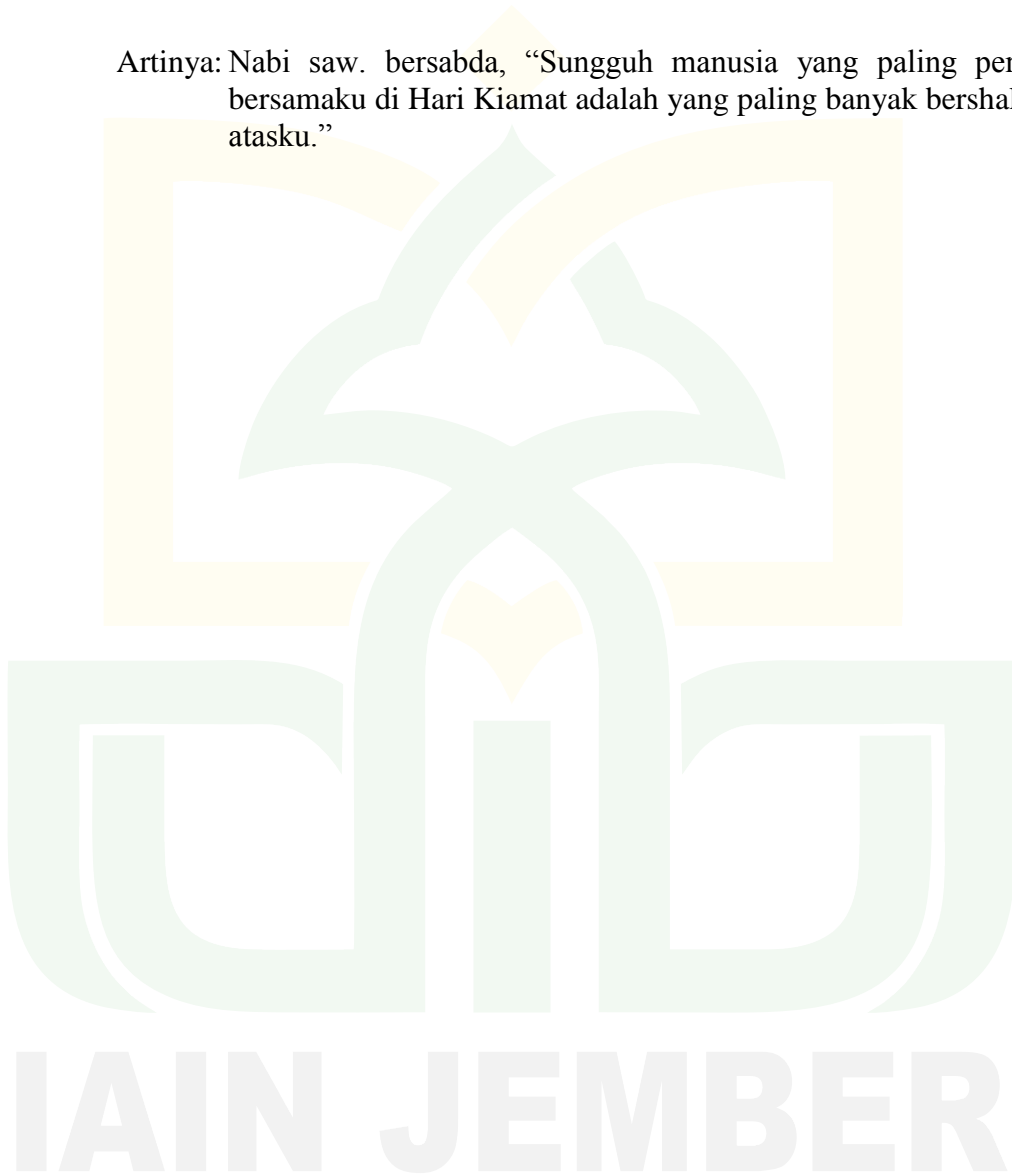 Artinya: Nabi saw. bersabda, “Sungguh manusia yang paling
bersamaku di Hari Kiamat adalah yang paling banyak
atasku.”
IAIN JEMBER